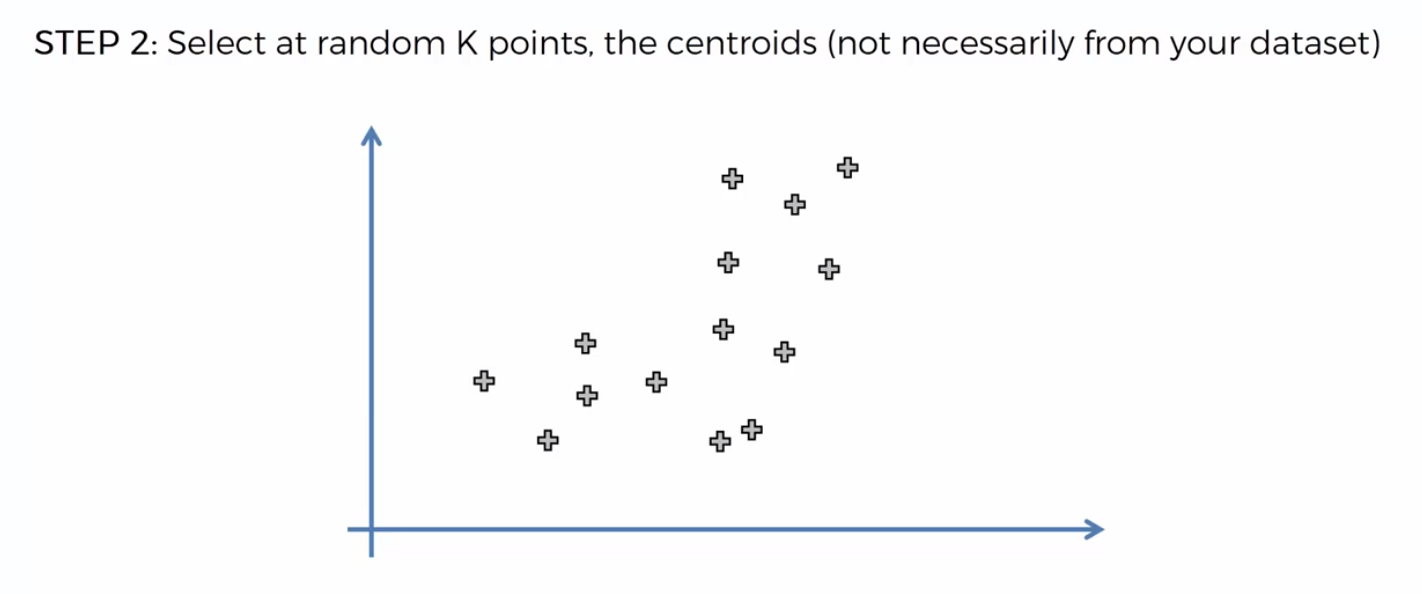 STEP 2: Select at random K points, the centroids (not necessarily from your dataset)